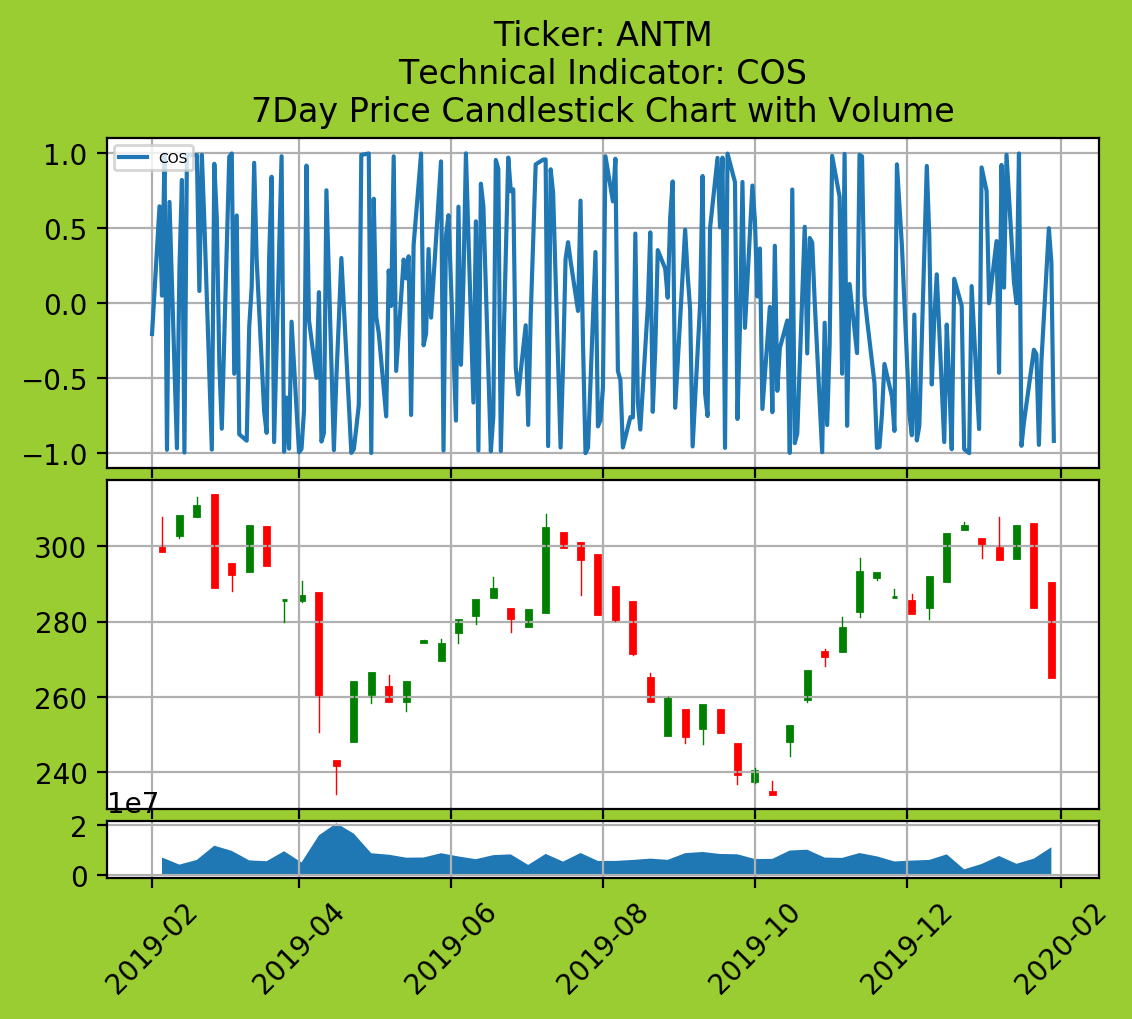 Ticker: ANTM
Technical Indicator: COS
7Day Price Candlestick Chart with Volume
1.0
COS
0.5
0.0
−0.5
−1.0
300
280
260
240
1e7
2
0
2019-02 2019-04 2019-06 2019-08 2019-10 2019-12 2020-02